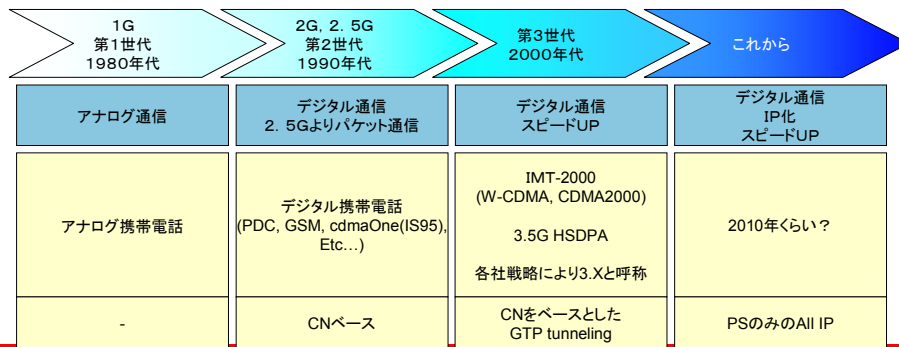 1G
第1世代
1980年代
2G, 2. 5G
第2世代
1990年代
第3世代
2000年代
これから
アナログ通信
デジタル通信
2. 5Gよりパケット通信
デジタル通信
スピードUP
デジタル通信
IP化
スピードUP
アナログ携帯電話
デジタル携帯電話
(PDC, GSM, cdmaOne(IS95),
Etc…)
IMT-2000
(W-CDMA, CDMA2000)
3.5G HSDPA
各社戦略により3.Xと呼称
2010年くらい?
-
CNベース
CNをベースとした
GTP tunneling
PSのみのAll IP